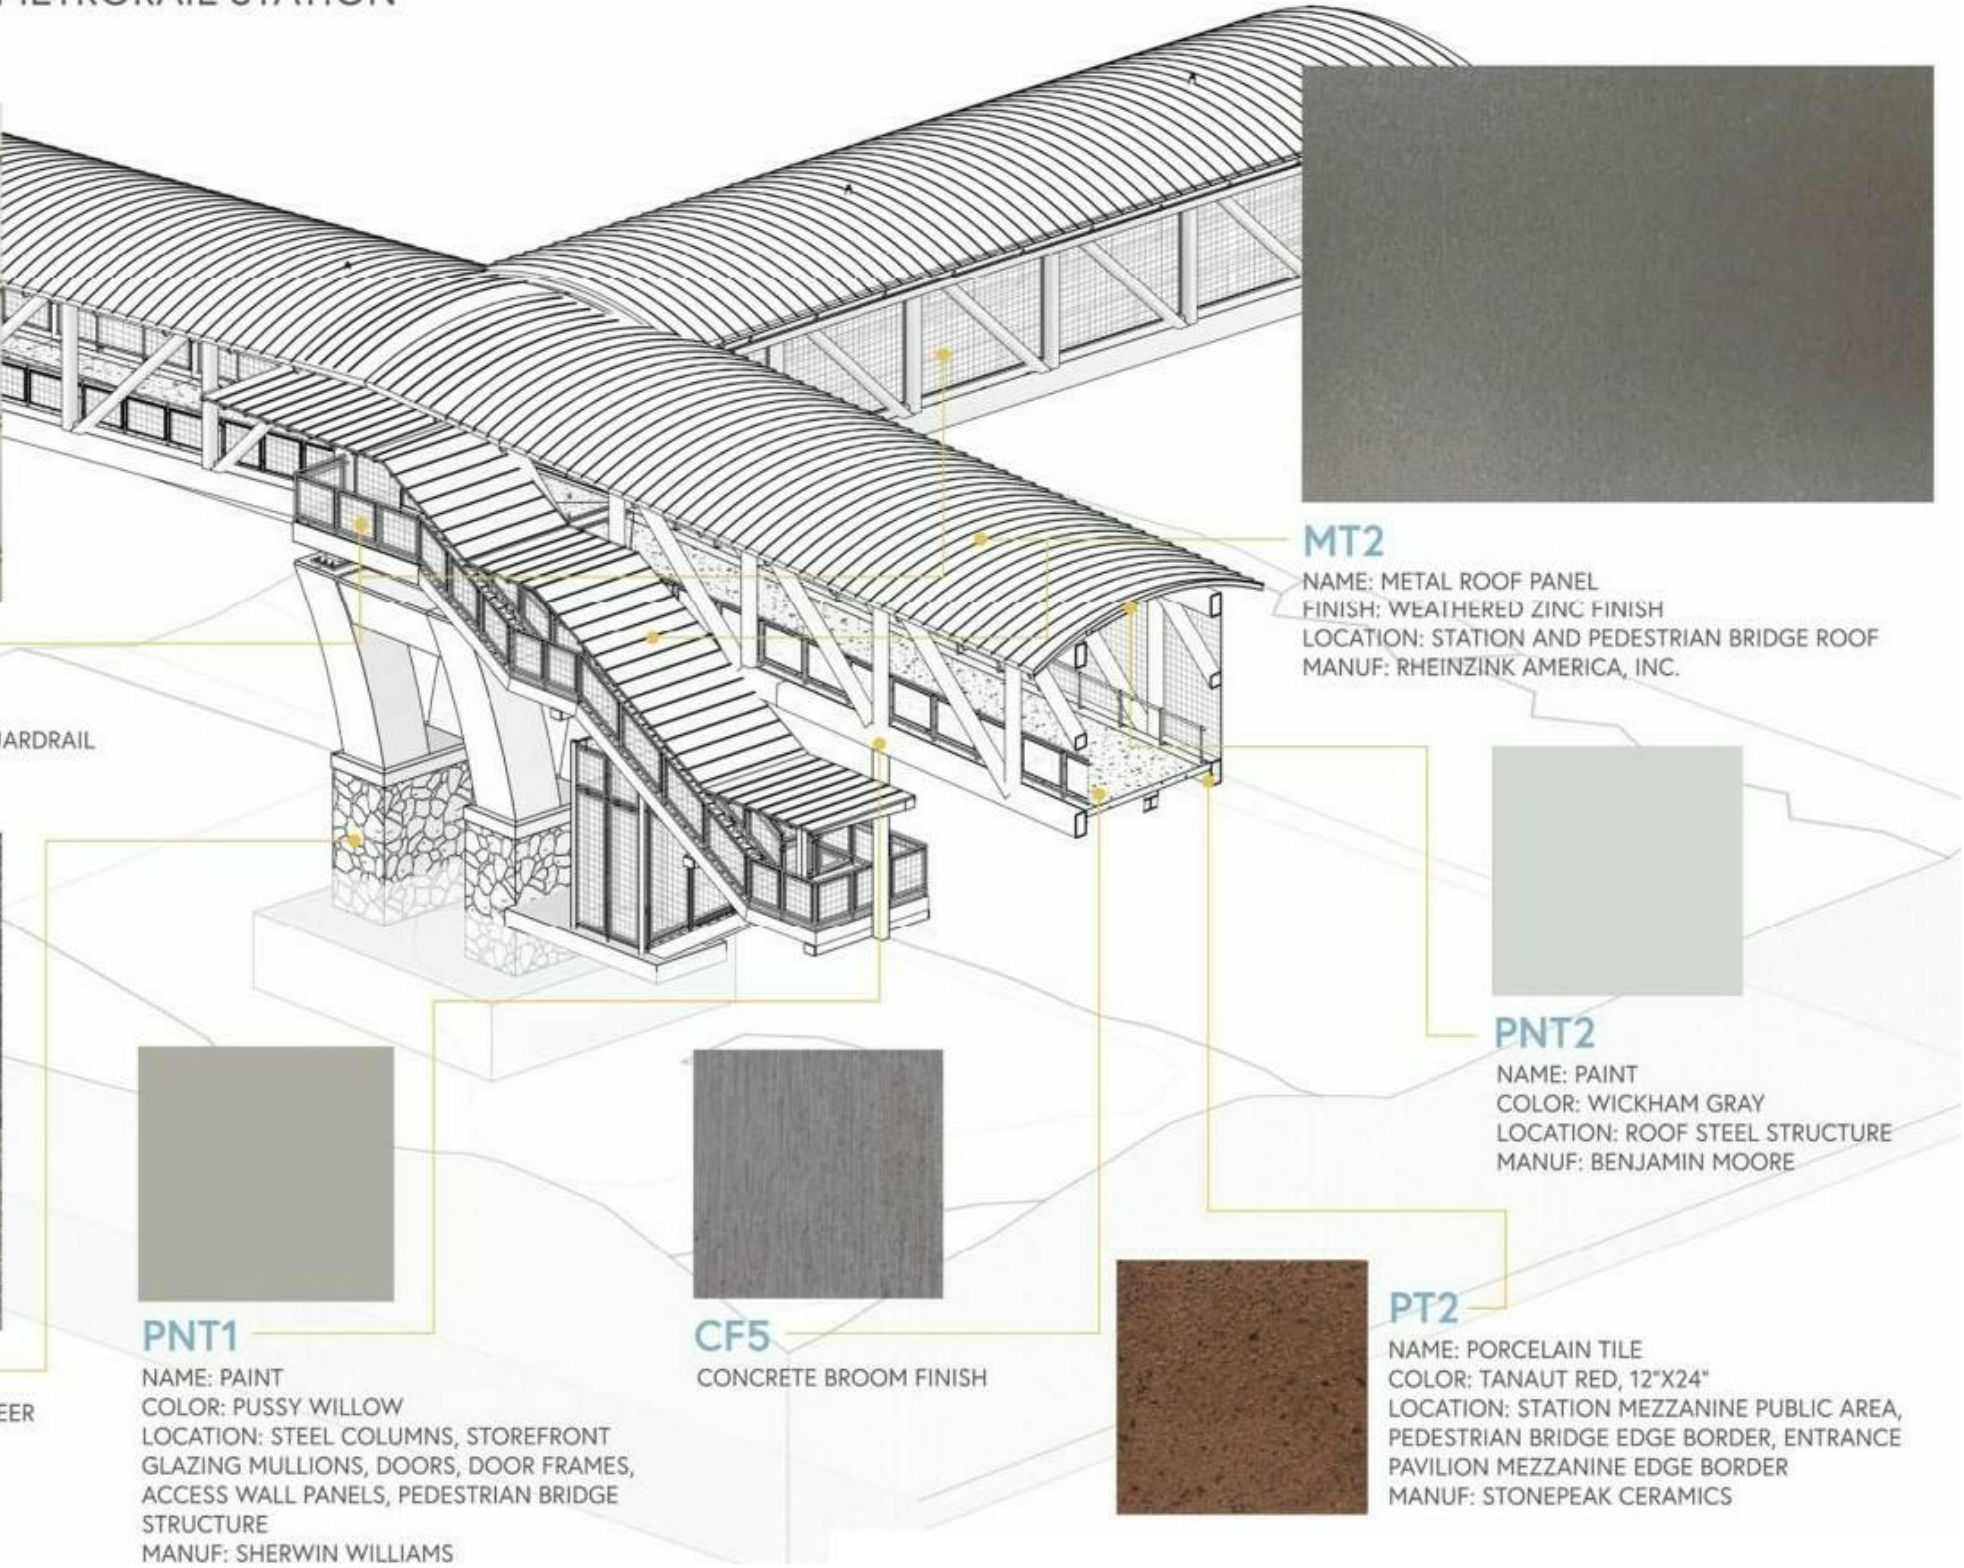 STATION
MT2
NAME: METAL ROOF PANEL
FINISH: WEATHERED ZINC FINISH
LOCATION: STATION AND PEDESTRIAN BRIDGE ROOF
MANUF: RHEINZINK AMERICA, INC.
PNT2
NAME: PAINT
COLOR: WICKHAM GRAY
LOCATION: ROOF STEEL STRUCTURE
MANUF: BENJAMIN MOORE
PNT1
NAME: PAINT
COLOR: PUSSY WILLOW
LOCATION: STEEL COLUMNS, STOREFRONT
GLAZING MULLIONS, DOORS, DOOR FRAMES,
ACCESS WALL PANELS, PEDESTRIAN BRIDGE
STRUCTURE
MANUF: SHERWIN WILLIAMS
CF5
CONCRETE BROOM FINISH
PT2
NAME: PORCELAIN TILE
COLOR: TANAUT RED, 12"X24"
LOCATION: STATION MEZZANINE PUBLIC AREA,
PEDESTRIAN BRIDGE EDGE BORDER, ENTRANCE
PAVILION MEZZANINE EDGE BORDER
MANUF: STONEPEAK CERAMICS